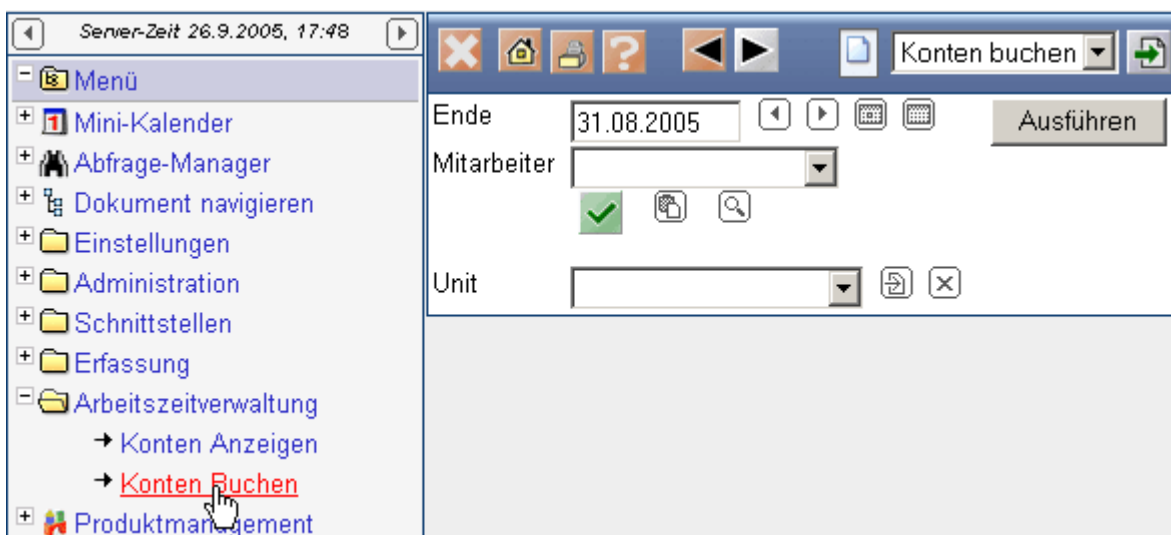 Server-Zeit 26.9.2005, 17:48
Menü
1 Mini-Kalender
Abfrage-Manager
Dokument navigieren
Einstellungen
Administration
Schnittstellen
Erfassung
Arbeitszeitverwaltung
Konten Anzeigen
Konten Buchen
Produktmanagement
? Konten buchen
Ende 31.08.2005 Ausführen
Mitarbeiter
Unit